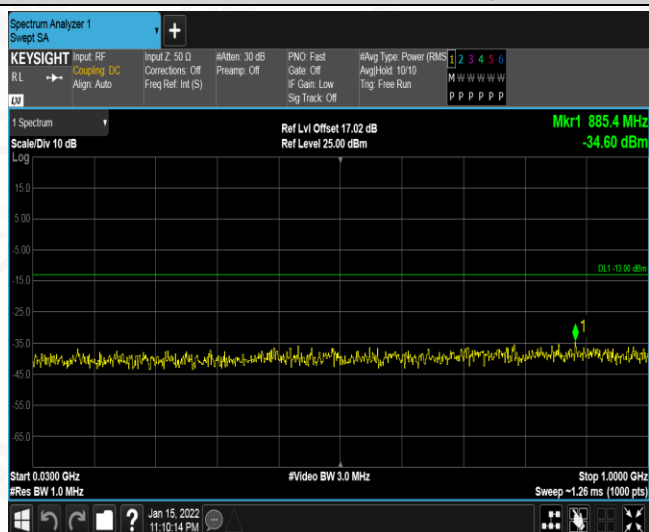 Spectrum Analyzer 1
Swept SA
KEYSIGHT
RL
Input: RF
Coupling: DC
Align: Auto
Input Z: 50 Ω
Corrections: Off
Freq Ref: Int (S)
#Atten: 30 dB
Preamp: Off
PNO: Fast
Gate: Off
IF Gain: Low
Sig Track: Off
#Avg Type: Power (RMS
Avg|Hold: 10/10
Trig: Free Run
1 2 3 4 5 6
M W W W W W
P P P P P P
LXI
1 Spectrum
Scale/Div 10 dB
Ref Lvl Offset 17.02 dB
Ref Level 25.00 dBm
Mkr1 885.4 MHz
-34.60 dBm
Log
15.0
5.00
-5.00
DL1 -13.00 dBm
-15.0
-25.0
1
-35.0
-45.0
-55.0
-65.0
Start 0.0300 GHz
#Video BW 3.0 MHz
Stop 1.0000 GHz
#Res BW 1.0 MHz
Sweep ~1.26 ms (1000 pts)
?
Jan 15, 2022
11:10:14 PM